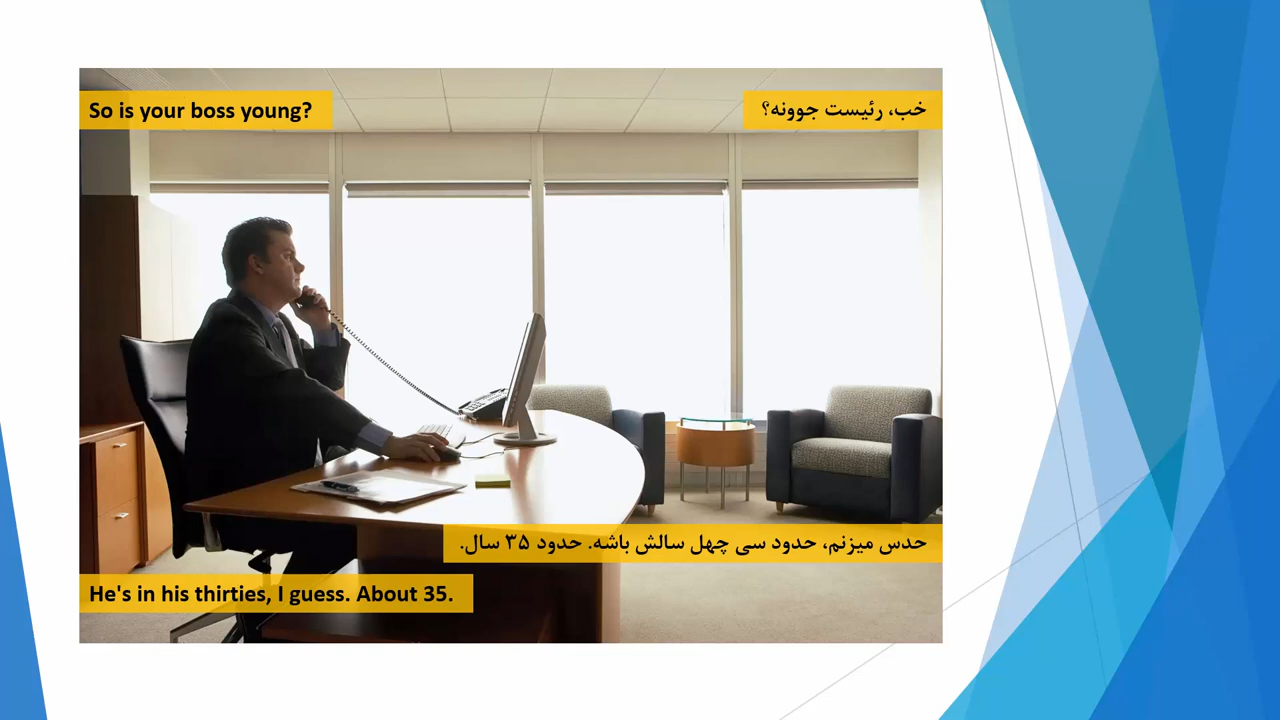 So is your boss young?
خب، رئیست جوونه؟
حدس میزنم، حدود سی چهل سالش باشه. حدود ۳۵ سال.
He's in his thirties, I guess. About 35.